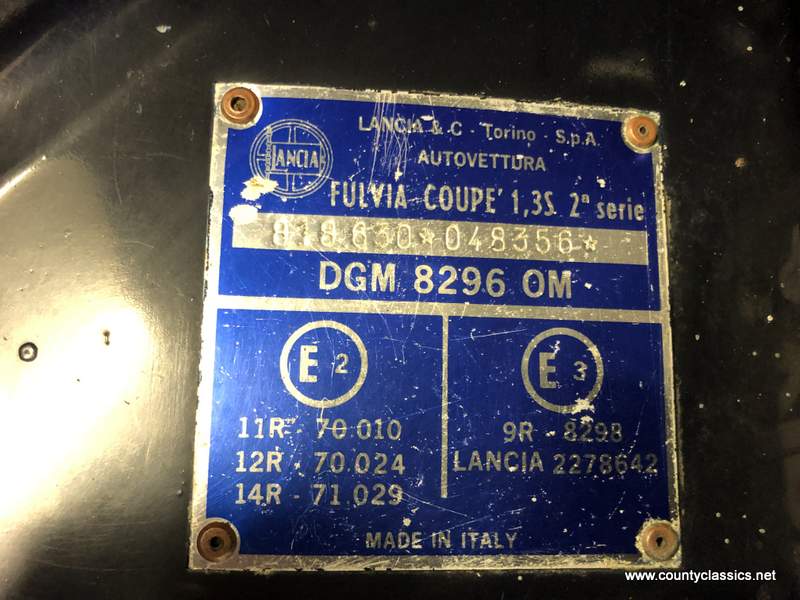 LANCIA & C - Torino - S.p.A.
LANCIA
AUTOVETTURA
FULVIA COUPE' 1,3S 2ª serie
818.630*048356*
DGM 8296 OM
E 2
11R - 70.010
12R - 70.024
14R - 71.029
E 3
9R - 8298
LANCIA 2278642
MADE IN ITALY
www.countyclassics.net